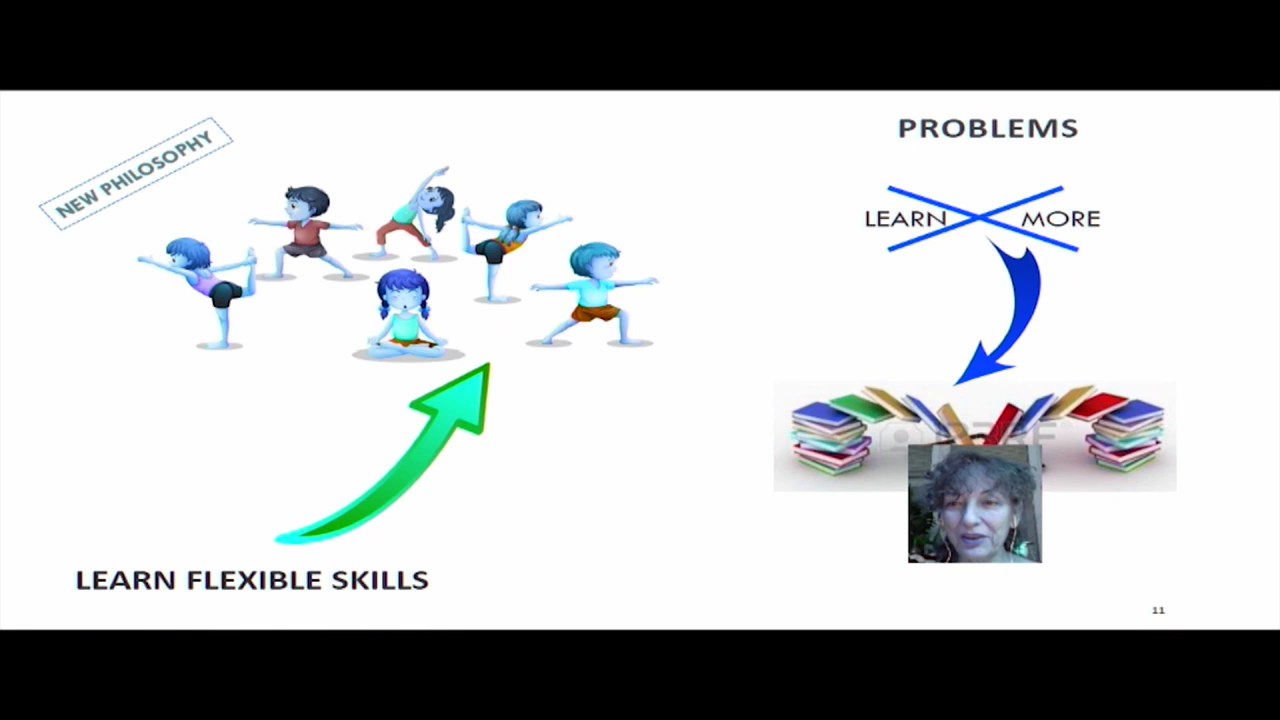 NEW PHILOSOPHY
PROBLEMS
LEARN MORE
LEARN FLEXIBLE SKILLS
11